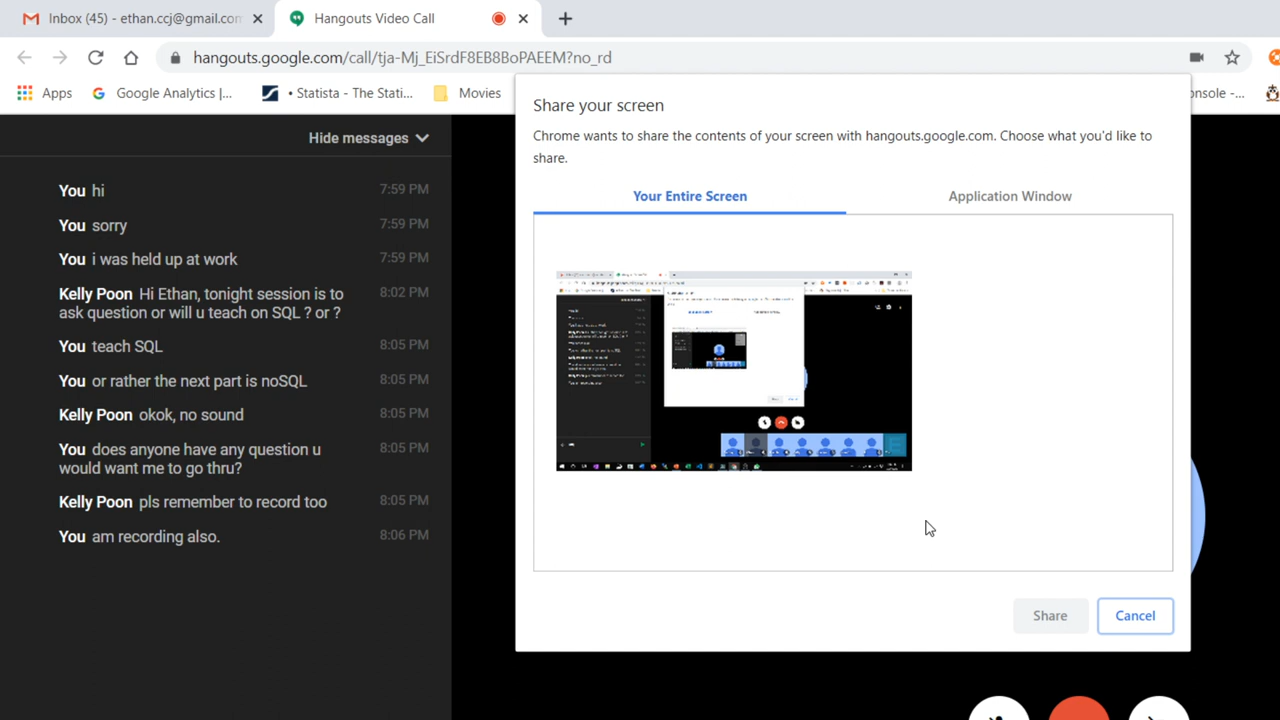 Inbox (45) - ethan.ccj@gmail.com
Hangouts Video Call
hangouts.google.com/call/tja-Mj_EiSrdF8EB8BoPAEEM?no_rd
Apps
Google Analytics |...
• Statista - The Stati...
Movies
onsole -...
Hide messages
You hi 7:59 PM
You sorry 7:59 PM
You i was held up at work 7:59 PM
Kelly Poon Hi Ethan, tonight session is to 8:02 PM
ask question or will u teach on SQL ? or ?
You teach SQL 8:05 PM
You or rather the next part is noSQL 8:05 PM
Kelly Poon okok, no sound 8:05 PM
You does anyone have any question u 8:05 PM
would want me to go thru?
Kelly Poon pls remember to record too 8:05 PM
You am recording also. 8:06 PM
Share your screen
Chrome wants to share the contents of your screen with hangouts.google.com. Choose what you'd like to
share.
Your Entire Screen
Application Window
Share
Cancel